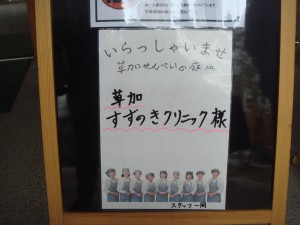 いらっしゃいませ
草加せんべいの庭
草加
すずのきクリニック様
スタッフ一同